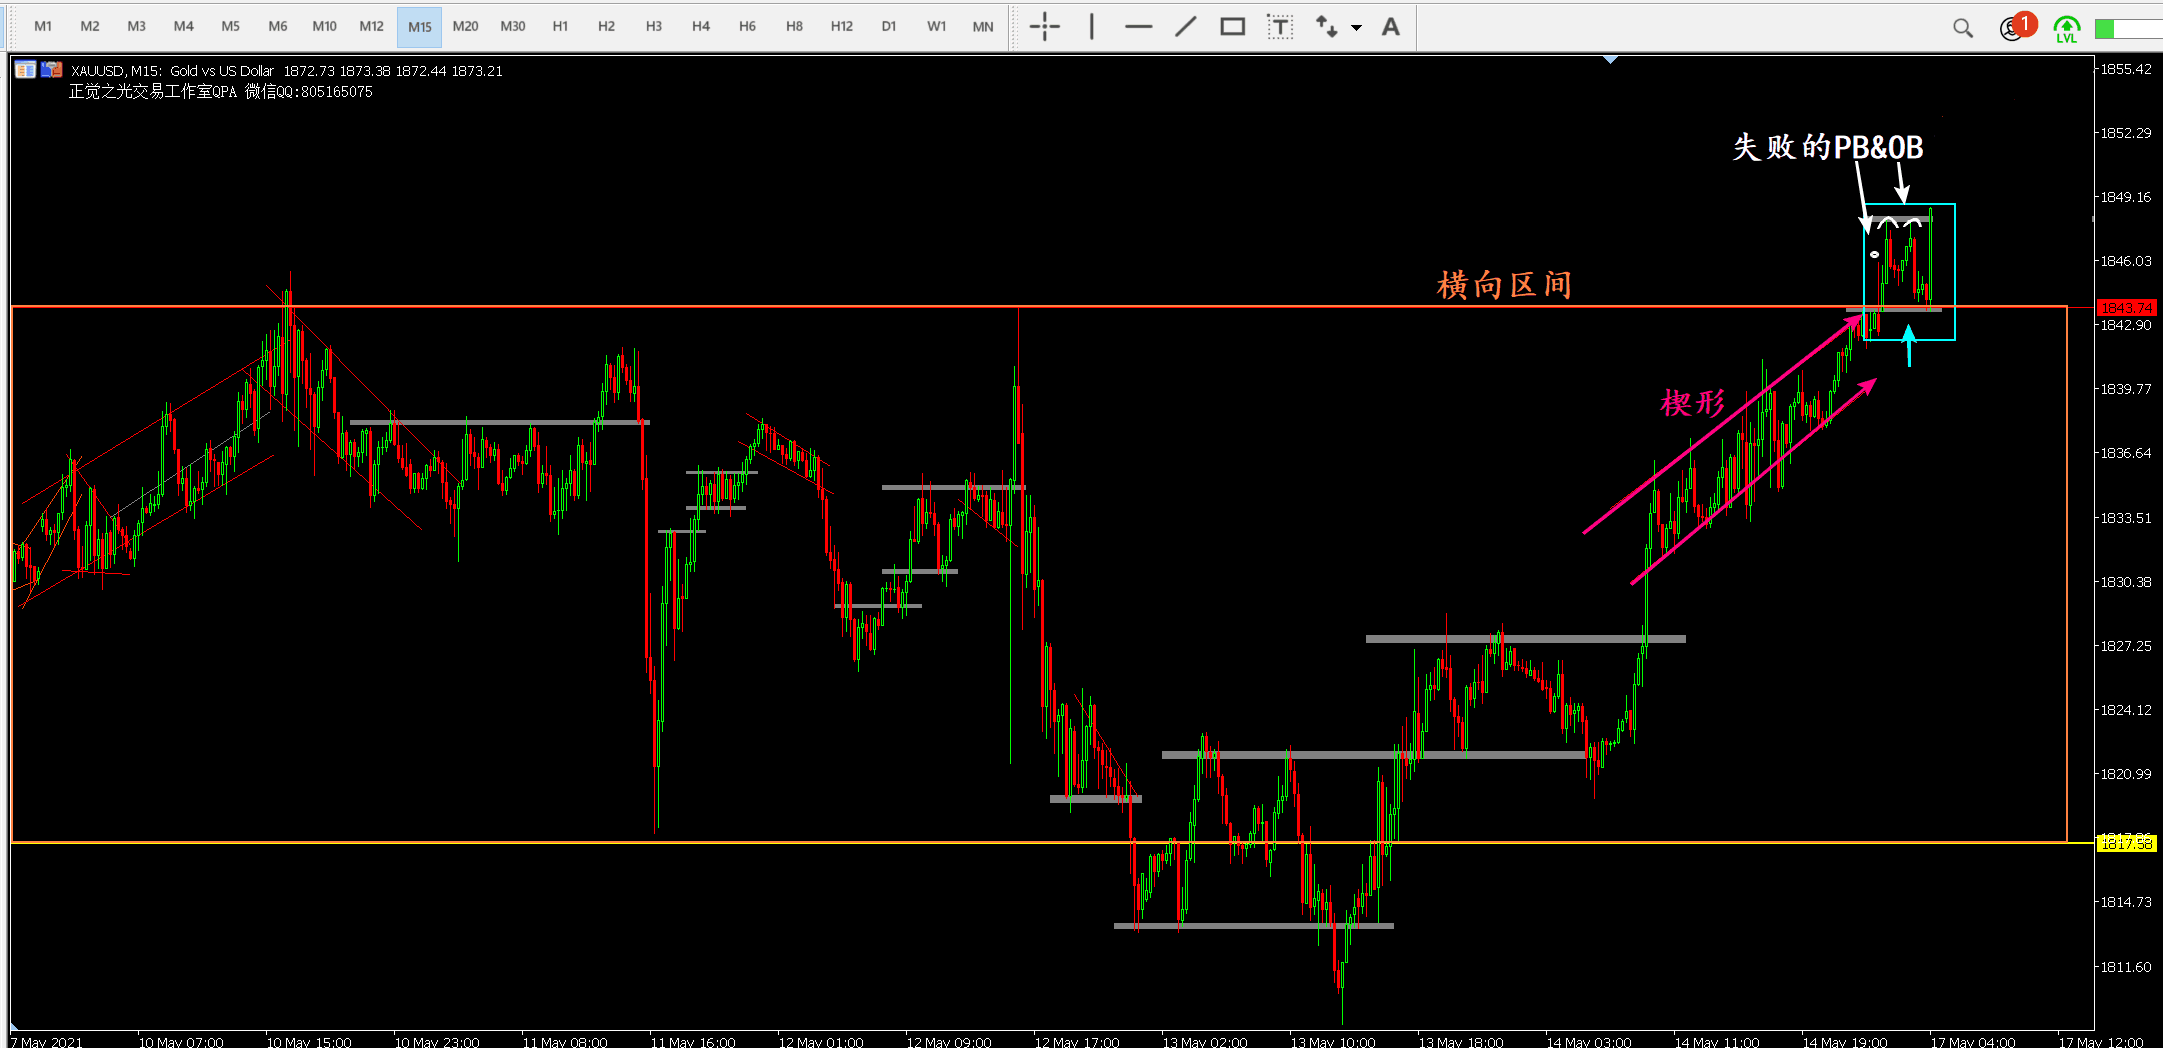 M1 M2 M3 M4 M5 M6 M10 M12 M15 M20 M30 H1 H2 H3 H4 H6 H8 H12 D1 W1 MN T A 1 LVL
XAUUSD, M15: Gold vs US Dollar 1872.73 1873.38 1872.44 1873.21
正觉之光交易工作室QPA 微信QQ:805165075
1855.42
1852.29
失败的PB&OB
1849.16
1846.03
横向区间
1843.74
1842.90
1839.77
楔形
1836.64
1833.51
1830.38
1827.25
1824.12
1820.99
1817.58
1814.73
1811.60
7 May 2021 10 May 07:00 10 May 15:00 10 May 23:00 11 May 08:00 11 May 16:00 12 May 01:00 12 May 09:00 12 May 17:00 13 May 02:00 13 May 10:00 13 May 18:00 14 May 03:00 14 May 11:00 14 May 19:00 17 May 04:00 17 May 12:00